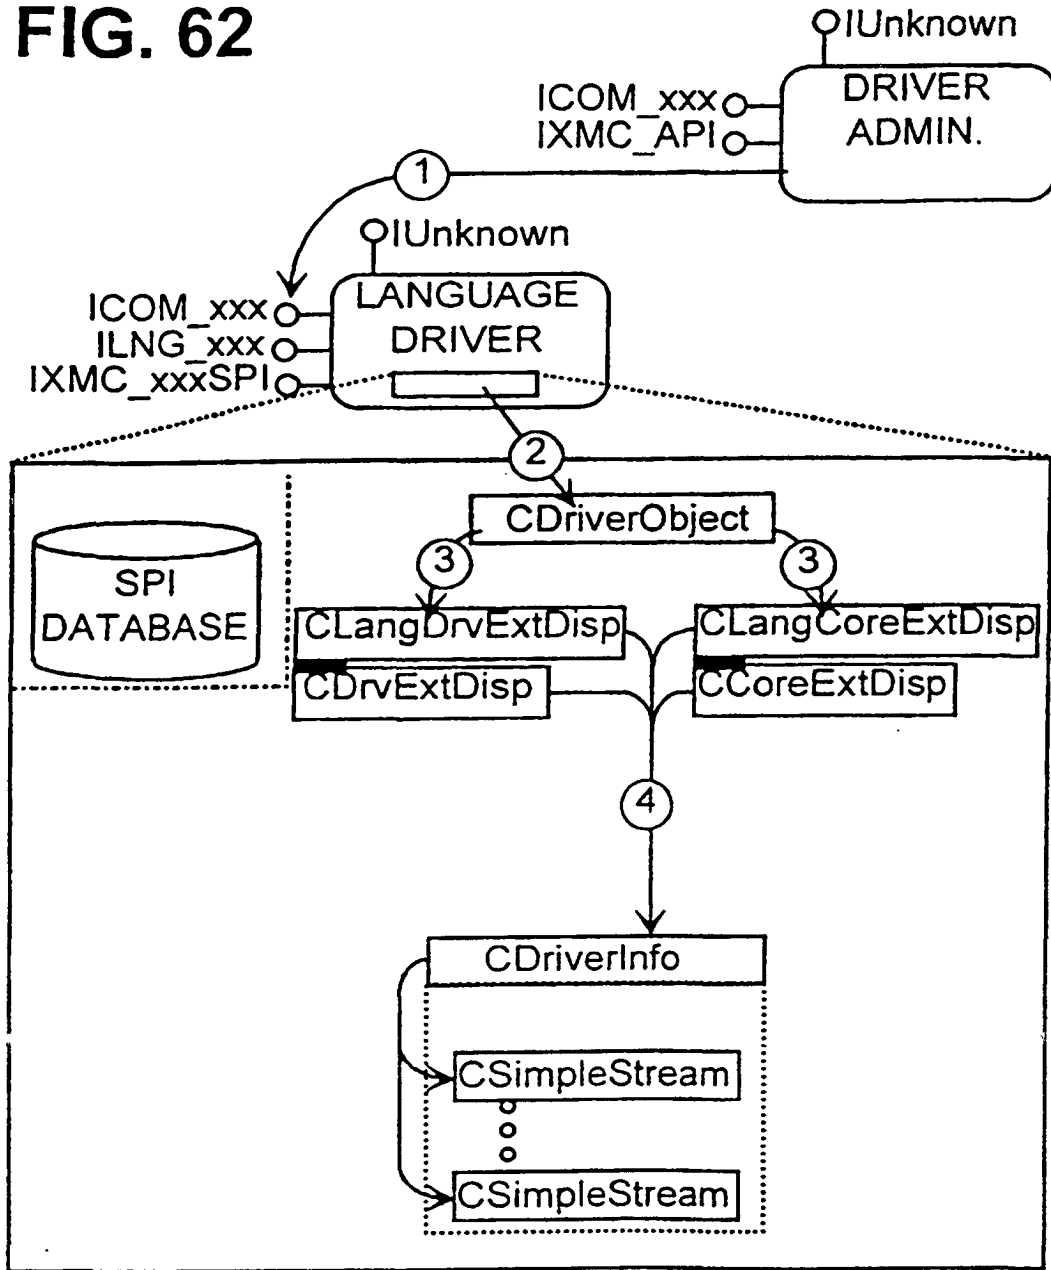 FIG. 62
IUnknown
DRIVER
ADMIN.
ICOM_xxx
IXMC_API
1
IUnknown
LANGUAGE
DRIVER
ICOM_xxx
ILNG_xxx
IXMC_xxxSPI
2
CDriverObject
3
3
SPI
DATABASE
CLangDrvExtDisp
CLangCoreExtDisp
CDrvExtDisp
CCoreExtDisp
4
CDriverInfo
CSimpleStream
CSimpleStream